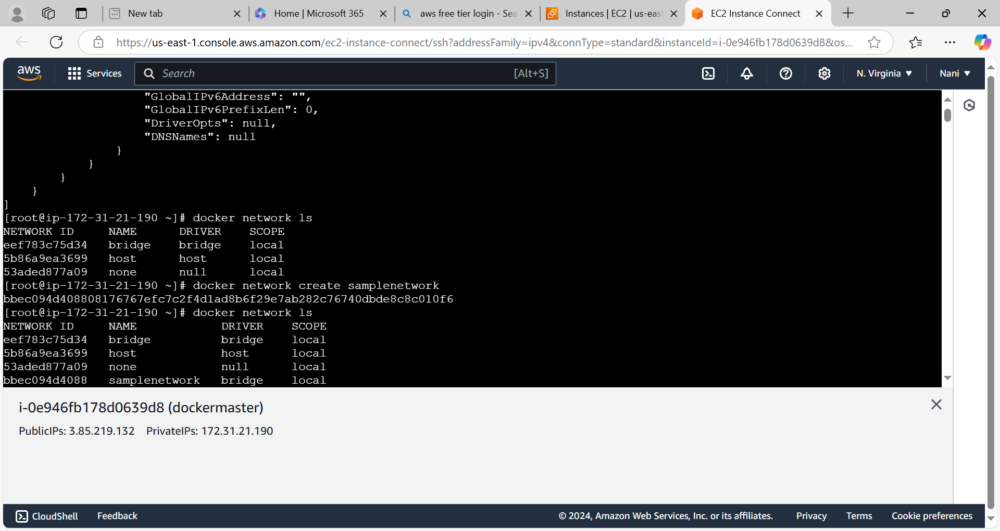 New tab
Home | Microsoft 365
aws free tier login - Sea
Instances | EC2 | us-east
EC2 Instance Connect
https://us-east-1.console.aws.amazon.com/ec2-instance-connect/ssh?addressFamily=ipv4&connType=standard&instanceId=i-0e946fb178d0639d8&os...
aws
Services
Search
[Alt+S]
N. Virginia
Nani
"GlobalIPv6Address": "",
"GlobalIPv6PrefixLen": 0,
"DriverOpts": null,
"DNSNames": null
}
}
}
}
]
[root@ip-172-31-21-190 ~]# docker network ls
NETWORK ID     NAME      DRIVER    SCOPE
eef783c75d34   bridge    bridge    local
5b86a9ea3699   host      host      local
53aded877a09   none      null      local
[root@ip-172-31-21-190 ~]# docker network create samplenetwork
bbec094d408808176767efc7c2f4d1ad8b6f29e7ab282c76740dbde8c8c010f6
[root@ip-172-31-21-190 ~]# docker network ls
NETWORK ID     NAME            DRIVER    SCOPE
eef783c75d34   bridge          bridge    local
5b86a9ea3699   host            host      local
53aded877a09   none            null      local
bbec094d4088   samplenetwork   bridge    local
i-0e946fb178d0639d8 (dockermaster)
PublicIPs: 3.85.219.132 PrivateIPs: 172.31.21.190
CloudShell
Feedback
© 2024, Amazon Web Services, Inc. or its affiliates.
Privacy
Terms
Cookie preferences